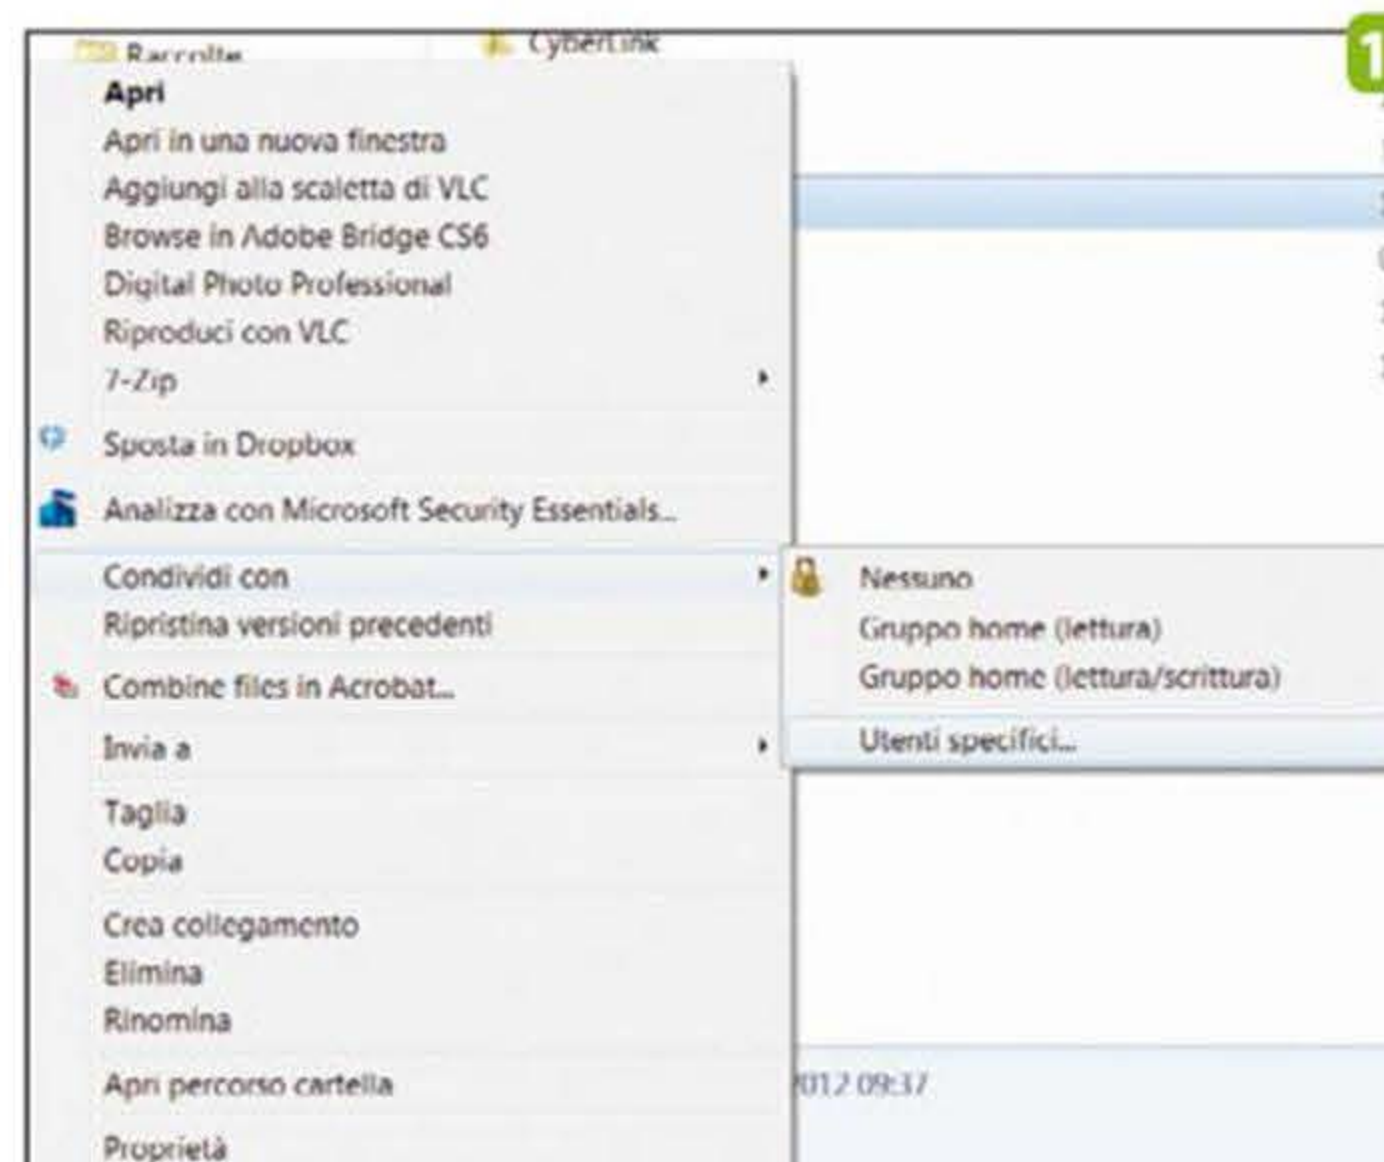 Raccolte
CyberLink
1
Apri
Apri in una nuova finestra
Aggiungi alla scaletta di VLC
Browse in Adobe Bridge CS6
Digital Photo Professional
Riproduci con VLC
7-Zip
Sposta in Dropbox
Analizza con Microsoft Security Essentials...
Condividi con
Nessuno
Ripristina versioni precedenti
Gruppo home (lettura)
Gruppo home (lettura/scrittura)
Combine files in Acrobat...
Invia a
Utenti specifici...
Taglia
Copia
Crea collegamento
Elimina
Rinomina
Apri percorso cartella
012 09:37
Proprietà